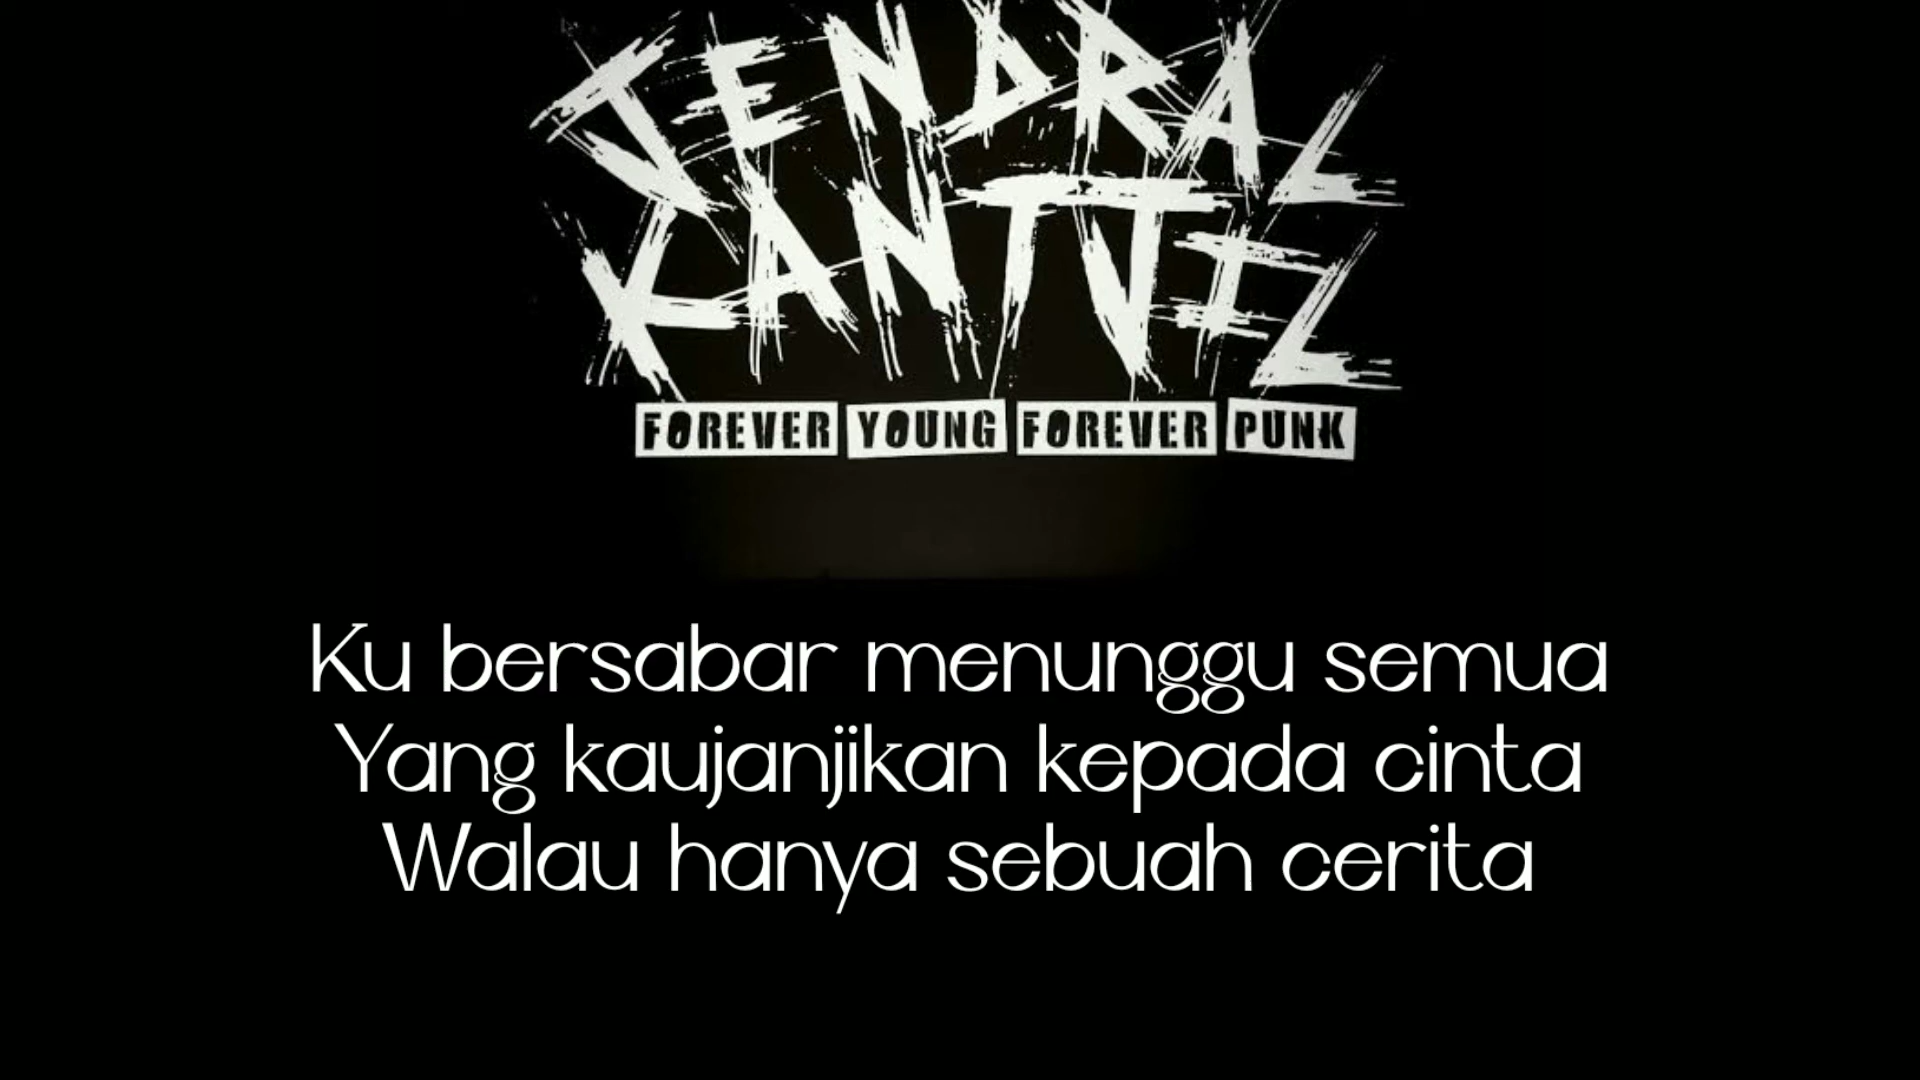 JENDRAL
KANTJIL
FOREVER YOUNG FOREVER PUNK
Ku bersabar menunggu semua
Yang kaujanjikan kepada cinta
Walau hanya sebuah cerita